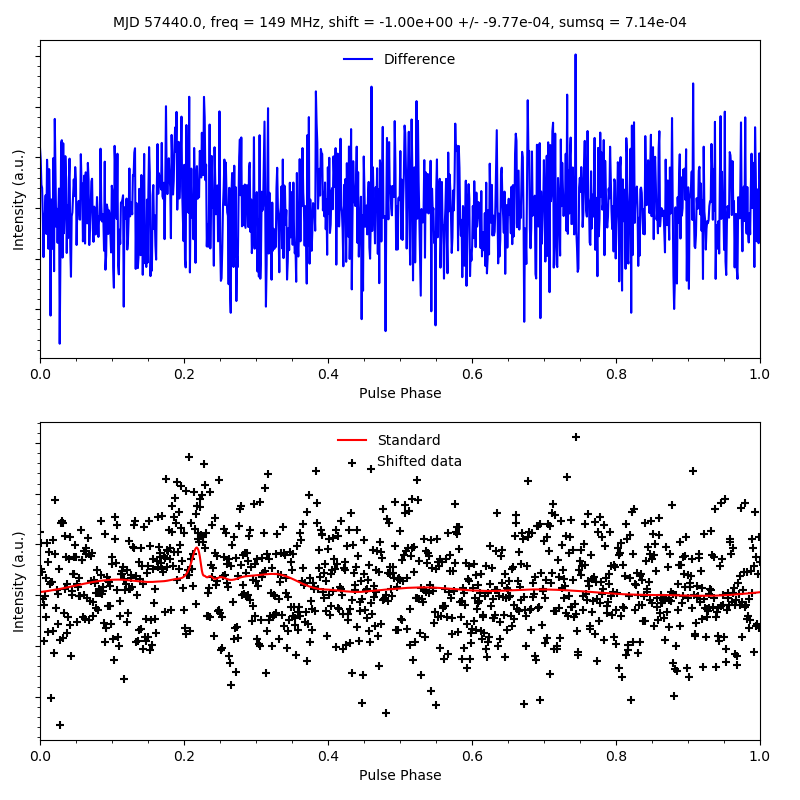 MJD 57440.0, freq = 149 MHz, shift = -1.00e+00 +/- -9.77e-04, sumsq = 7.14e-04
Difference
Intensity (a.u.)
0.0 0.2 0.4 0.6 0.8 1.0
Pulse Phase
Standard
Shifted data
Intensity (a.u.)
0.0 0.2 0.4 0.6 0.8 1.0
Pulse Phase